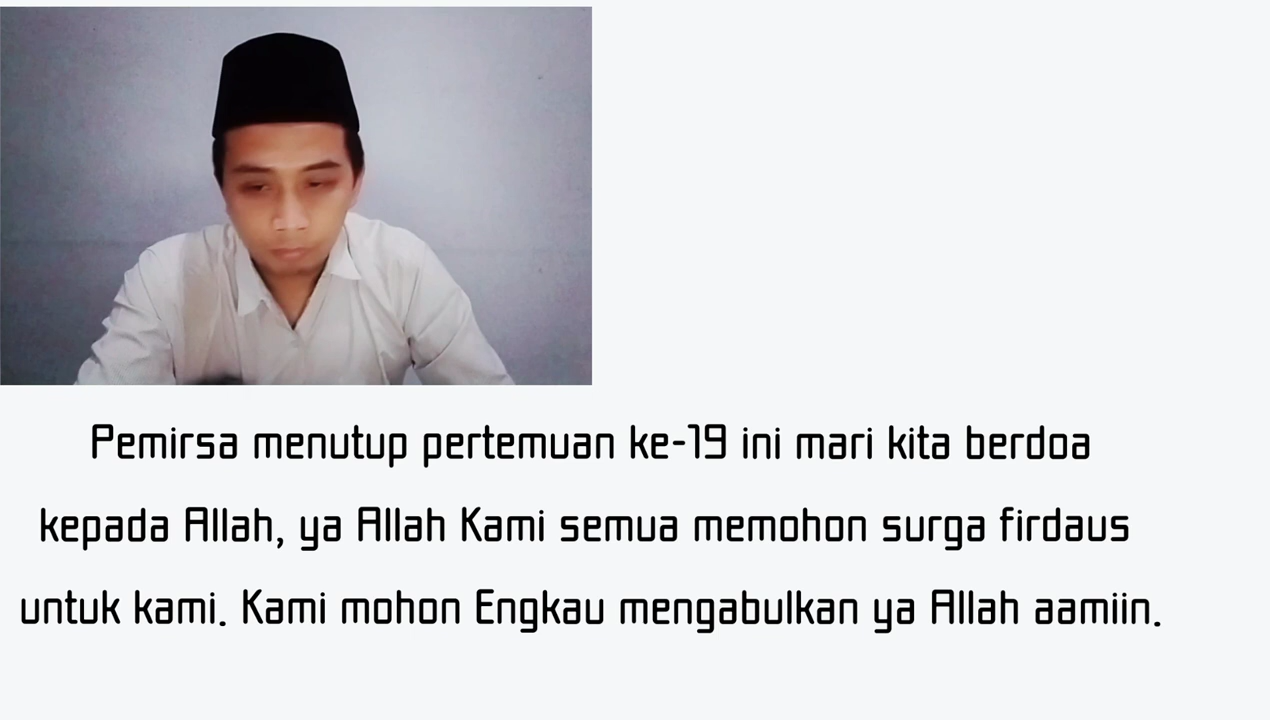 Pemirsa menutup pertemuan ke-19 ini mari kita berdoa
kepada Allah, ya Allah Kami semua memohon surga firdaus
untuk kami. Kami mohon Engkau mengabulkan ya Allah aamiin.